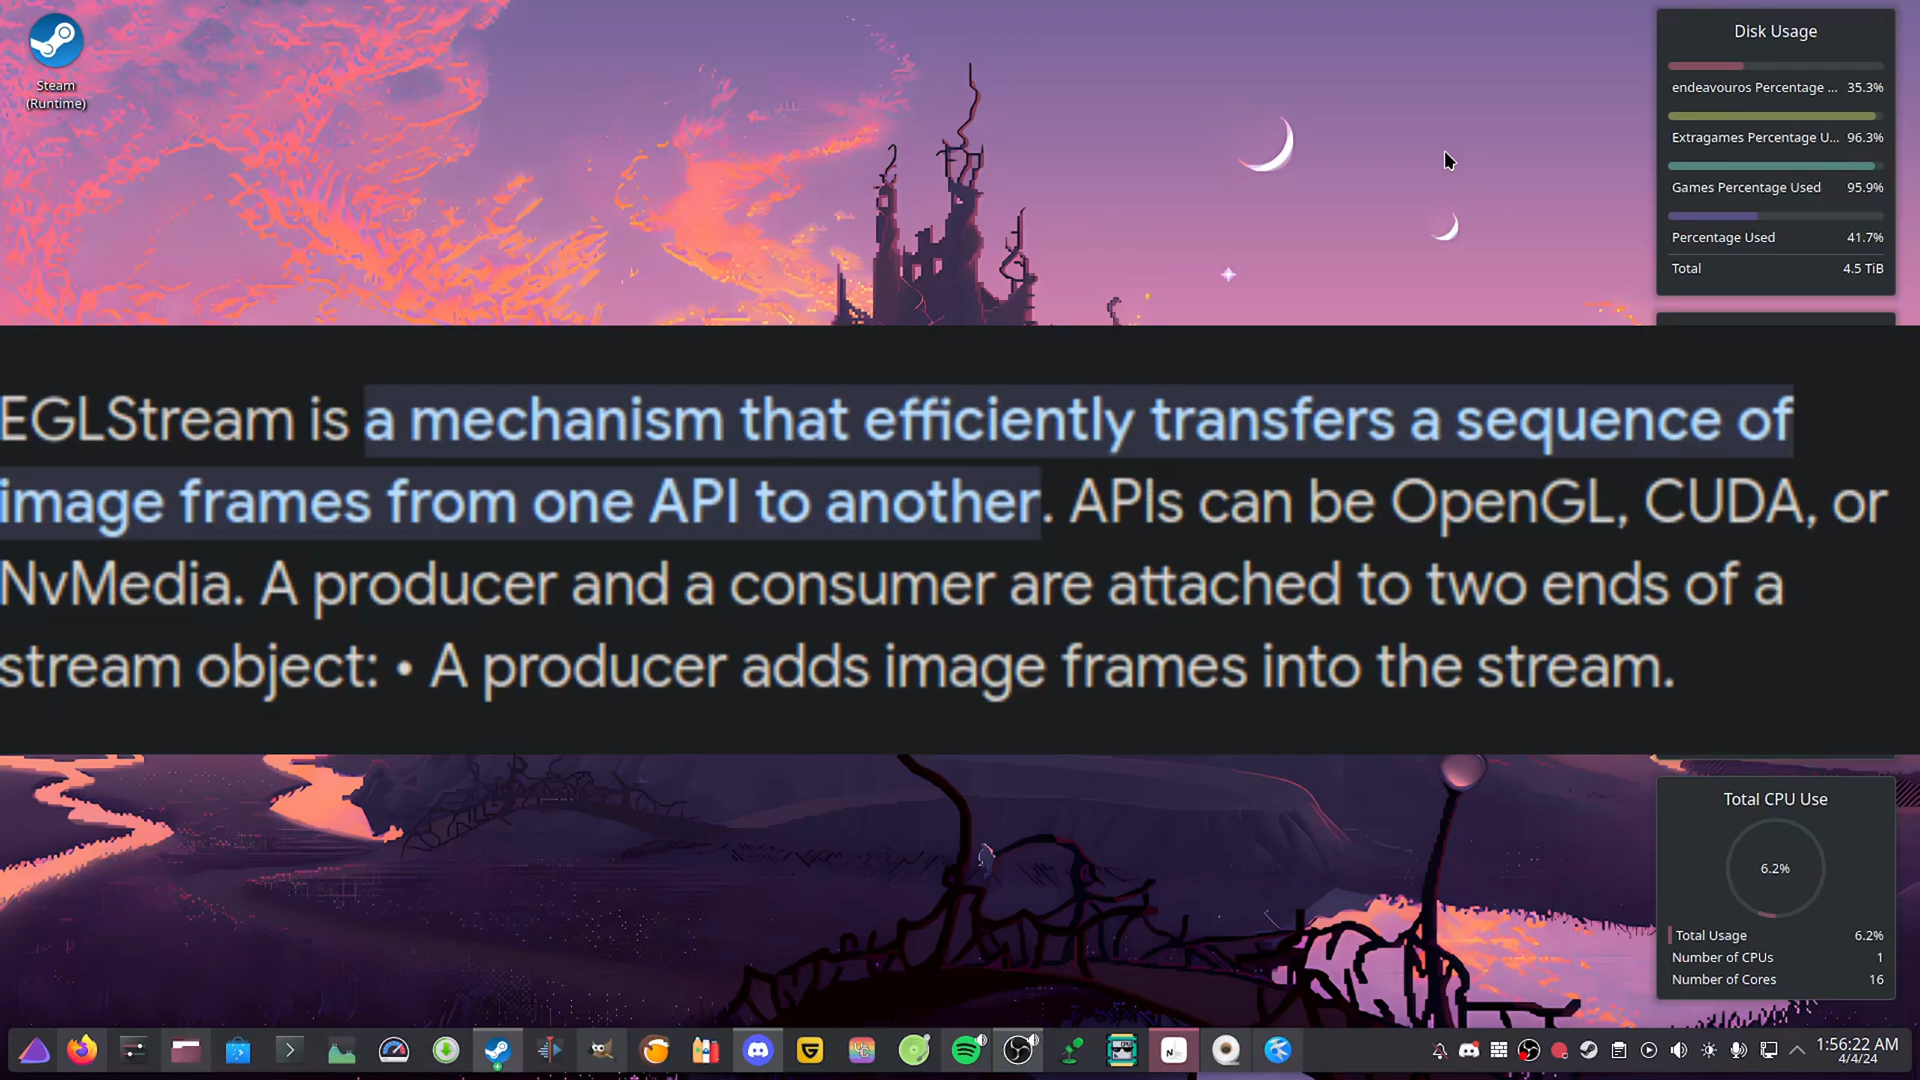 Steam
(Runtime)
Disk Usage
endeavouros Percentage ... 35.3%
Extragames Percentage U... 96.3%
Games Percentage Used 95.9%
Percentage Used 41.7%
Total 4.5 TiB
EGLStream is a mechanism that efficiently transfers a sequence of
image frames from one API to another. APIs can be OpenGL, CUDA, or
NvMedia. A producer and a consumer are attached to two ends of a
stream object: • A producer adds image frames into the stream.
Total CPU Use
6.2%
Total Usage 6.2%
Number of CPUs 1
Number of Cores 16
1:56:22 AM
4/4/24